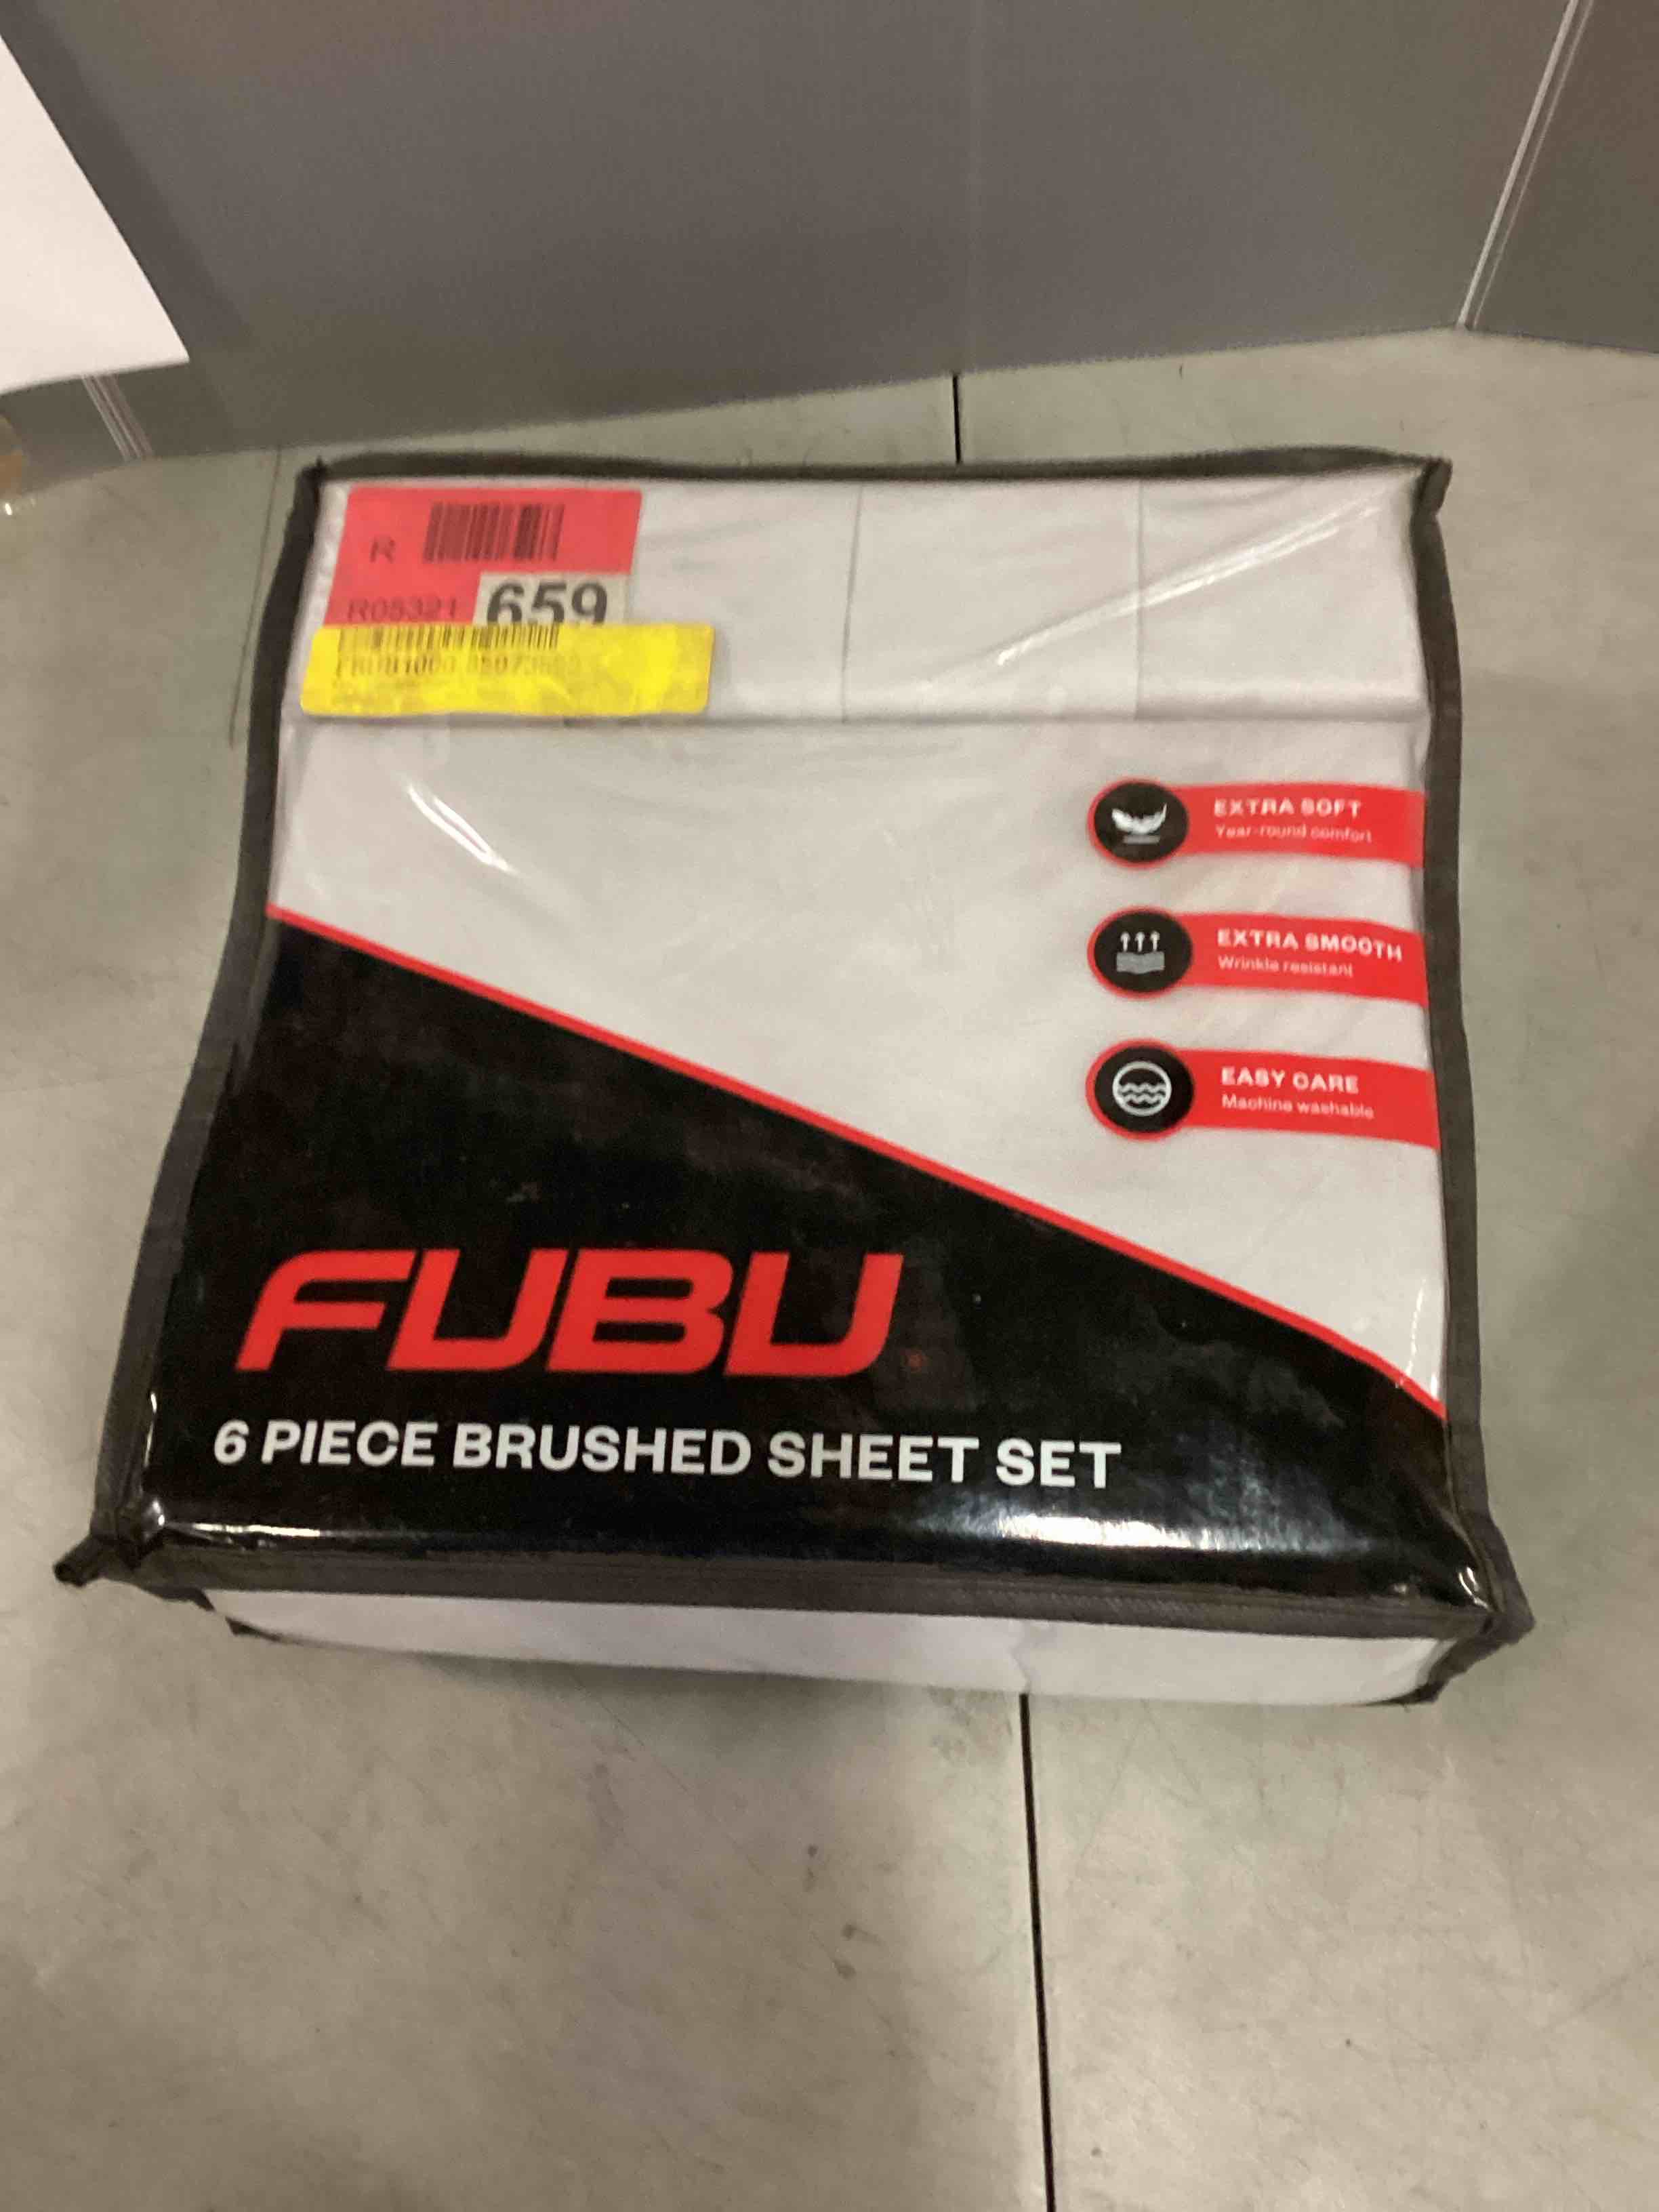 R
R05321
659
EXTRA SOFT
Year-round comfort
EXTRA SMOOTH
Wrinkle resistant
EASY CARE
Machine washable
FUBU
6 PIECE BRUSHED SHEET SET